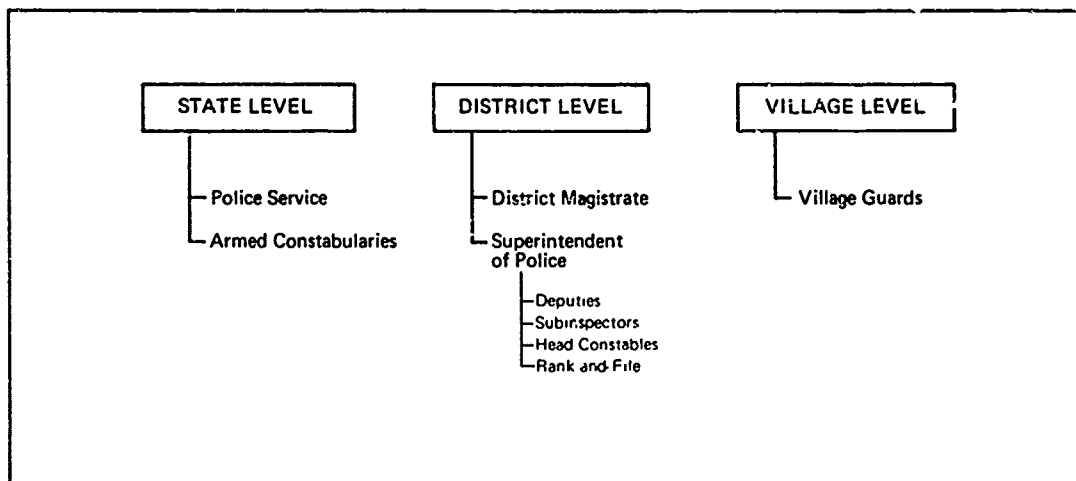 STATE LEVEL
Police Service
Armed Constabularies
DISTRICT LEVEL
District Magistrate
Superintendent
of Police
Deputies
Subinspectors
Head Constables
Rank and File
VILLAGE LEVEL
Village Guards